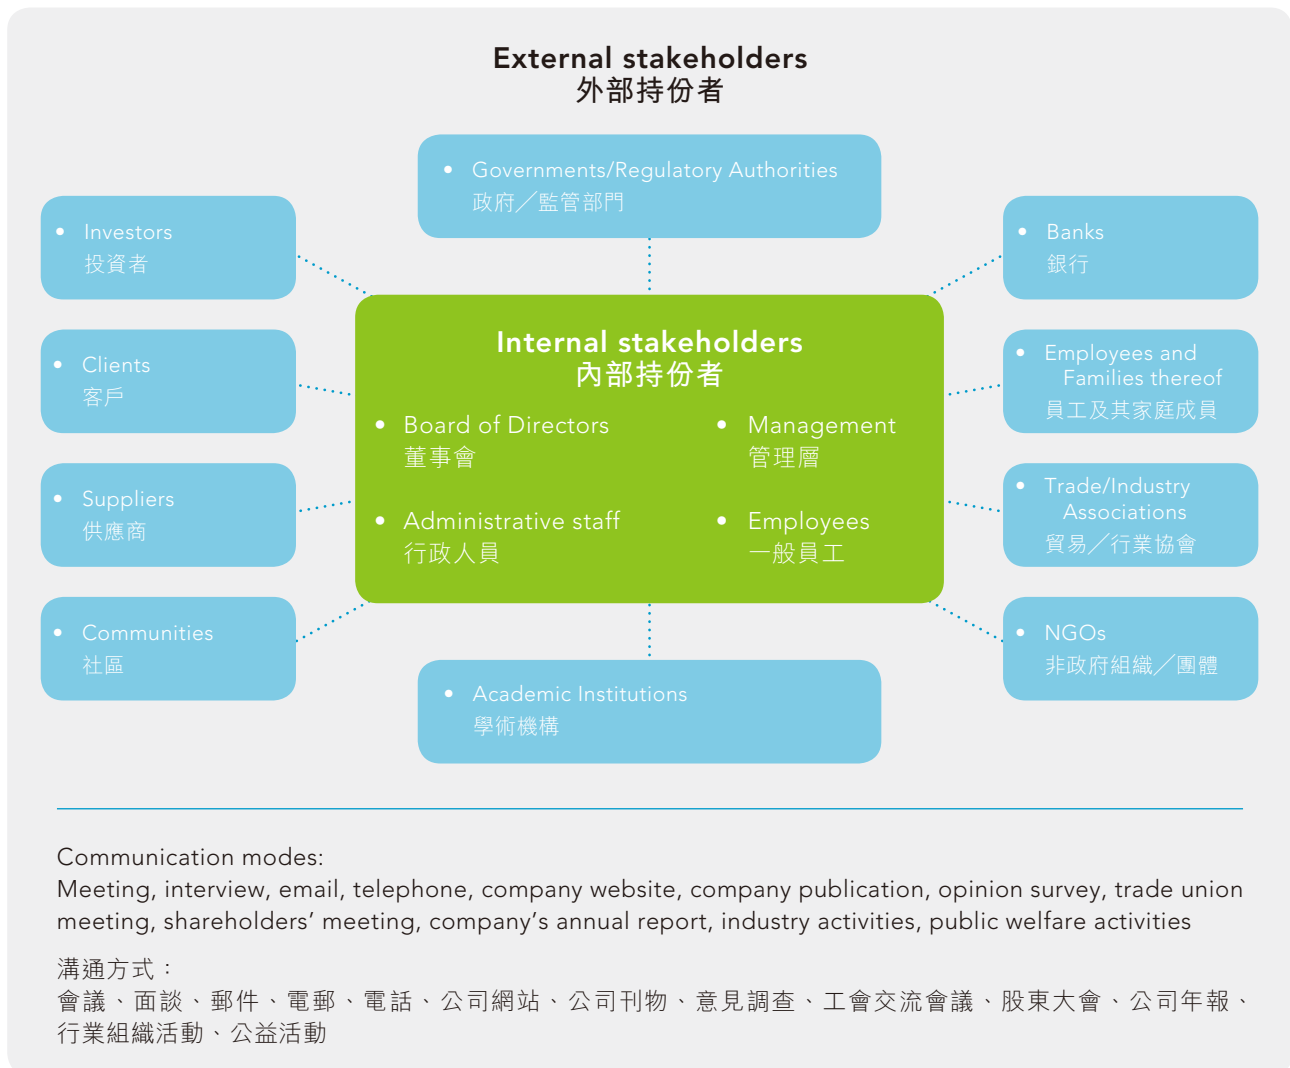 External stakeholders
外部持份者
• Governments/Regulatory Authorities
政府／監管部門
• Investors
投資者
• Banks
銀行
• Clients
客戶
• Employees and
Families thereof
員工及其家庭成員
• Suppliers
供應商
• Trade/Industry
Associations
貿易／行業協會
• Communities
社區
• NGOs
非政府組織／團體
Internal stakeholders
內部持份者
• Board of Directors
董事會
• Management
管理層
• Administrative staff
行政人員
• Employees
一般員工
• Academic Institutions
學術機構
Communication modes:
Meeting, interview, email, telephone, company website, company publication, opinion survey, trade union
meeting, shareholders’ meeting, company’s annual report, industry activities, public welfare activities
溝通方式：
會議、面談、郵件、電郵、電話、公司網站、公司刊物、意見調查、工會交流會議、股東大會、公司年報、
行業組織活動、公益活動